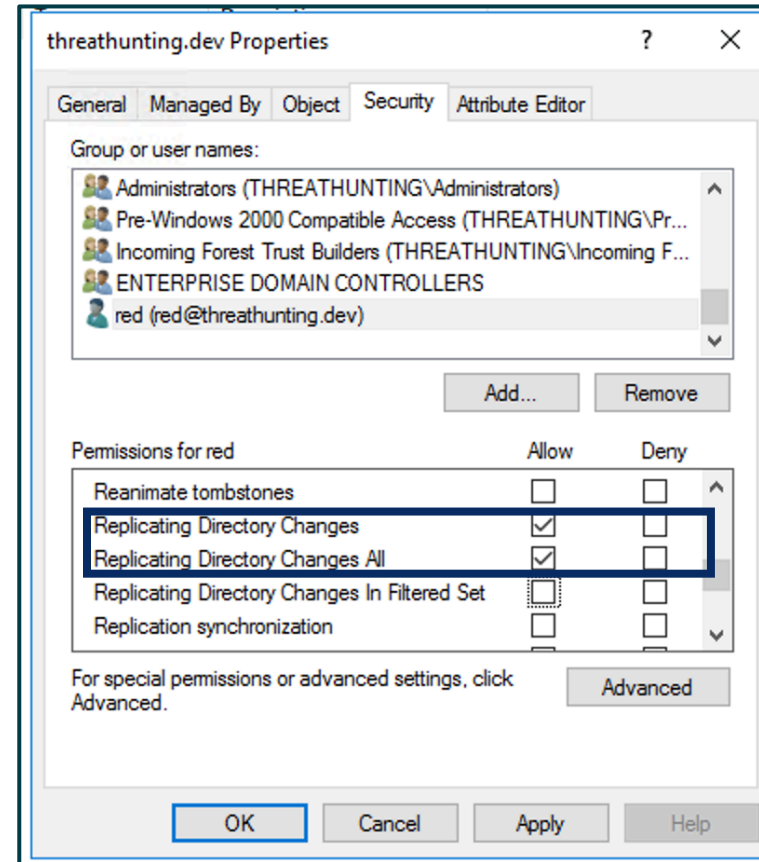 threathunting.dev Properties ? X
General Managed By Object Security Attribute Editor
Group or user names:
Administrators (THREATHUNTING\Administrators)
Pre-Windows 2000 Compatible Access (THREATHUNTING\Pr...
Incoming Forest Trust Builders (THREATHUNTING\Incoming F...
ENTERPRISE DOMAIN CONTROLLERS
red (red@threathunting.dev)
Add... Remove
Permissions for red Allow Deny
Reanimate tombstones
Replicating Directory Changes
Replicating Directory Changes All
Replicating Directory Changes In Filtered Set
Replication synchronization
For special permissions or advanced settings, click
Advanced.
Advanced
OK Cancel Apply Help